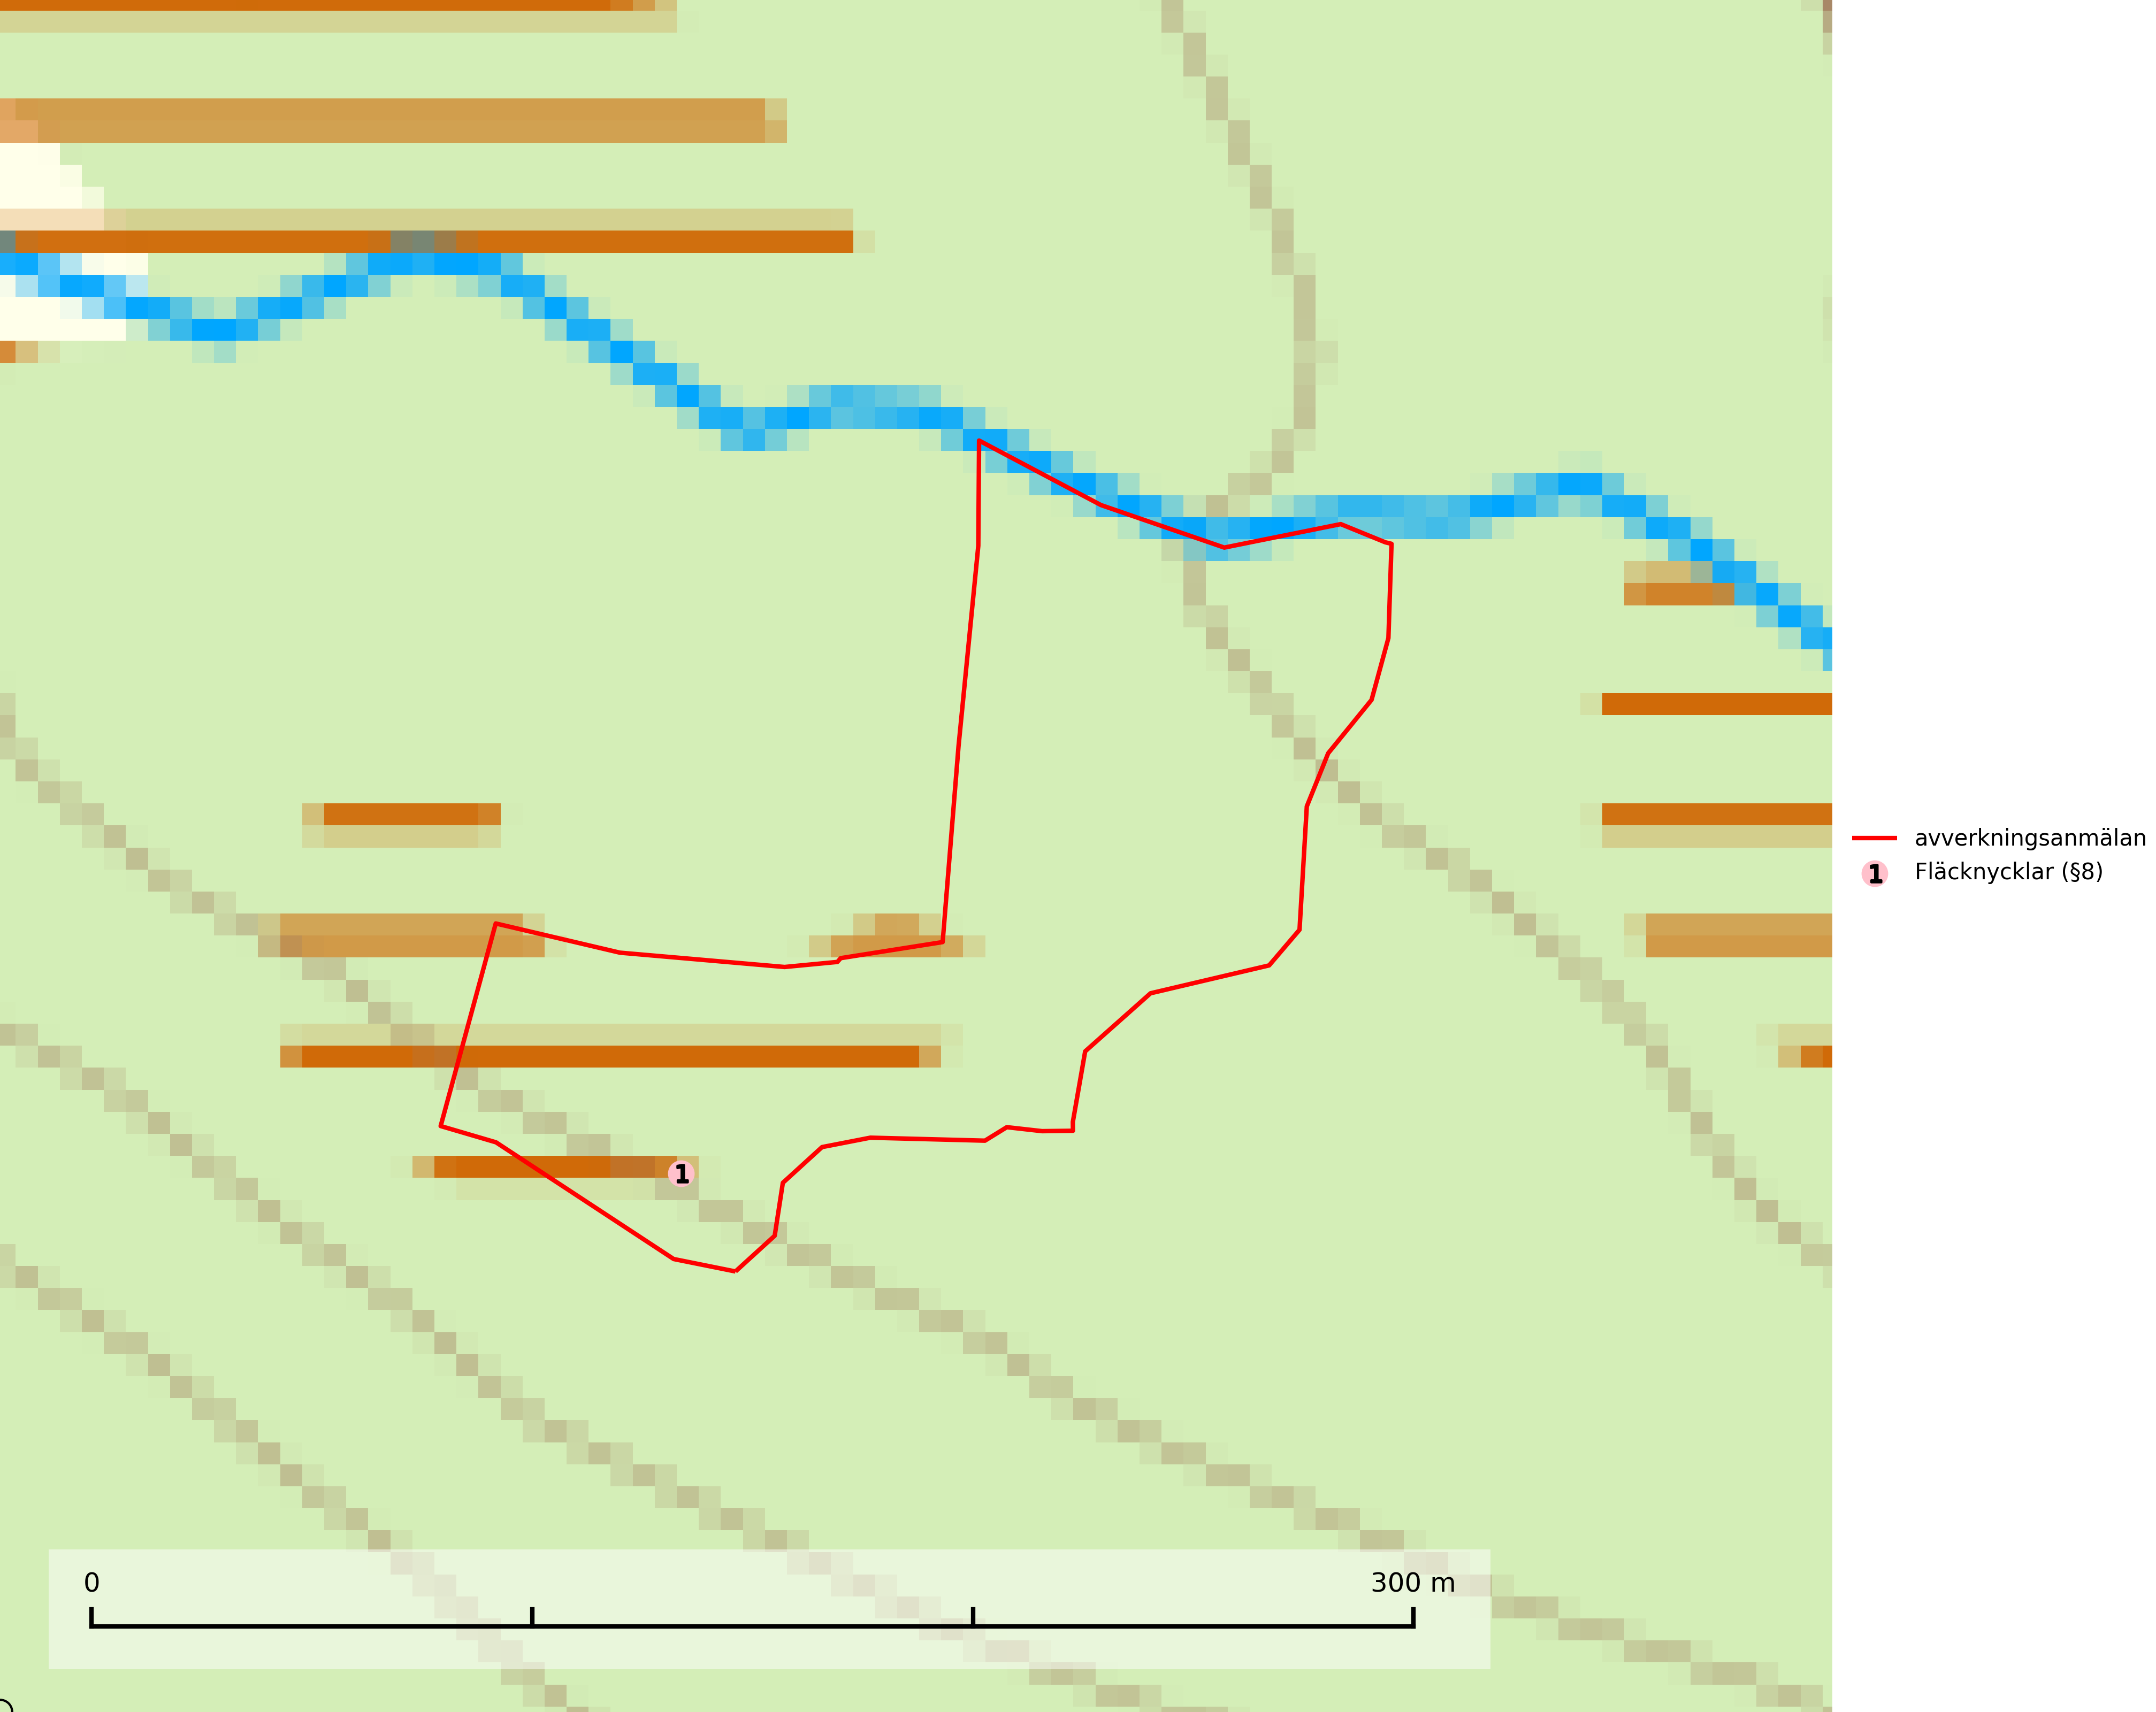 avverkningsanmälan
1 Fläcknycklar (§8)
1
0 300 m